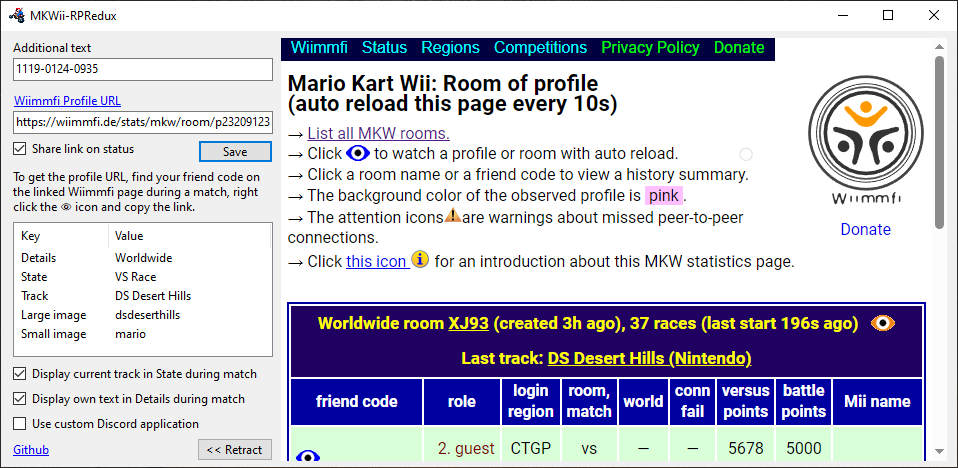 MKWii-RPRedux
Additional text
1119-0124-0935
Wiimmfi Profile URL
https://wiimmfi.de/stats/mkw/room/p23209123
Share link on status
Save
To get the profile URL, find your friend code on
the linked Wiimmfi page during a match, right
click the 👁 icon and copy the link.
Key Value
Details Worldwide
State VS Race
Track DS Desert Hills
Large image dsdeserthills
Small image mario
Display current track in State during match
Display own text in Details during match
Use custom Discord application
Github
<< Retract
Wiimmfi Status Regions Competitions Privacy Policy Donate
Mario Kart Wii: Room of profile
(auto reload this page every 10s)
→ List all MKW rooms.
→ Click 👁 to watch a profile or room with auto reload.
→ Click a room name or a friend code to view a history summary.
→ The background color of the observed profile is pink .
→ The attention icons⚠are warnings about missed peer-to-peer
connections.
→ Click this icon ℹ for an introduction about this MKW statistics page.
Wiimmfi
Donate
Worldwide room XJ93 (created 3h ago), 37 races (last start 196s ago)
Last track: DS Desert Hills (Nintendo)
friend code role login region room, match world conn fail versus points battle points Mii name
2. guest CTGP vs — — 5678 5000